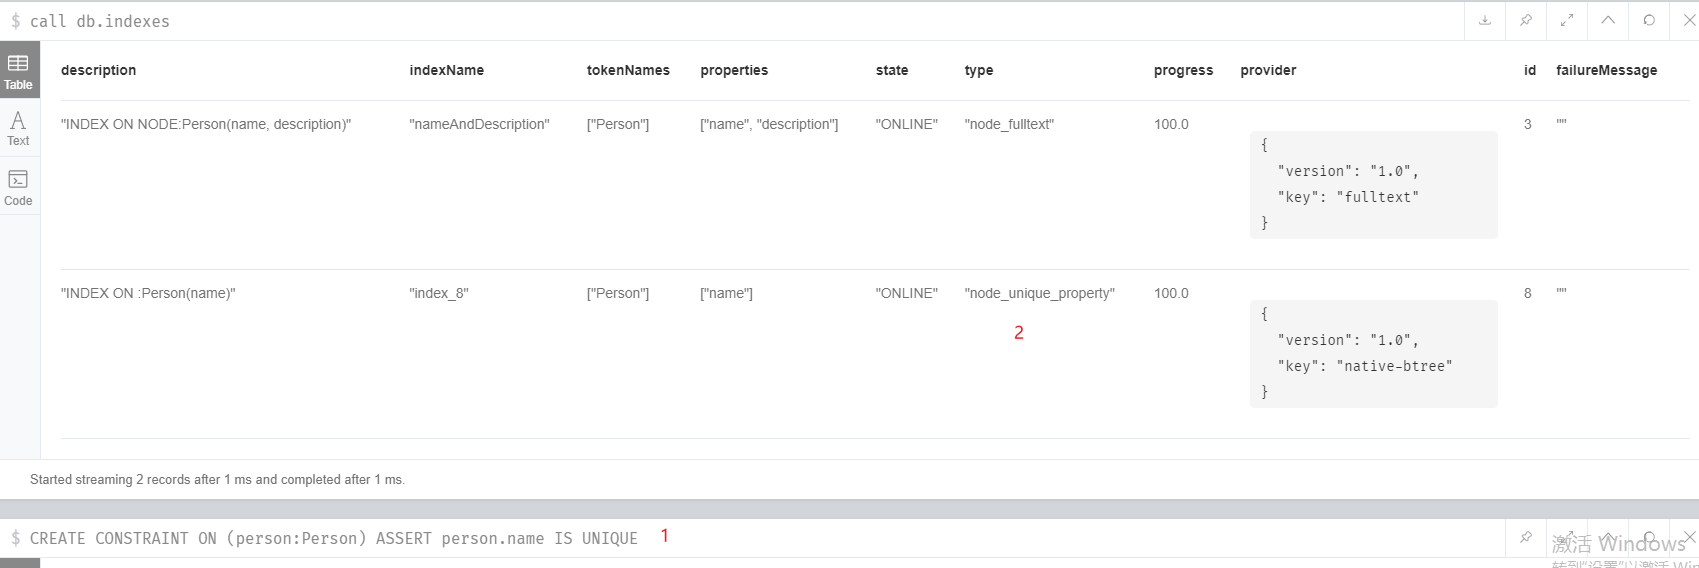 $ call db.indexes
Table
Text
Code
description indexName tokenNames properties state type progress provider id failureMessage
"INDEX ON NODE:Person(name, description)" "nameAndDescription" ["Person"] ["name", "description"] "ONLINE" "node_fulltext" 100.0 3 ""
{
"version": "1.0",
"key": "fulltext"
}
"INDEX ON :Person(name)" "index_8" ["Person"] ["name"] "ONLINE" "node_unique_property" 100.0 8 ""
2
{
"version": "1.0",
"key": "native-btree"
}
Started streaming 2 records after 1 ms and completed after 1 ms.
$ CREATE CONSTRAINT ON (person:Person) ASSERT person.name IS UNIQUE 1
激活 Windows
转到"设置"以激活 Win